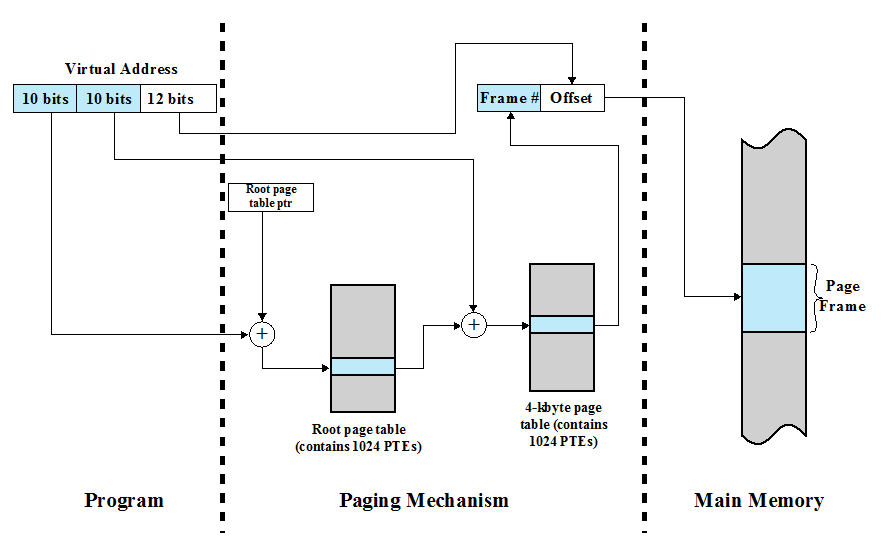 Virtual Address
10 bits 10 bits 12 bits
Frame # Offset
Root page
table ptr
+
+
Page
Frame
Root page table
(contains 1024 PTEs)
4-kbyte page
table (contains
1024 PTEs)
Program
Paging Mechanism
Main Memory